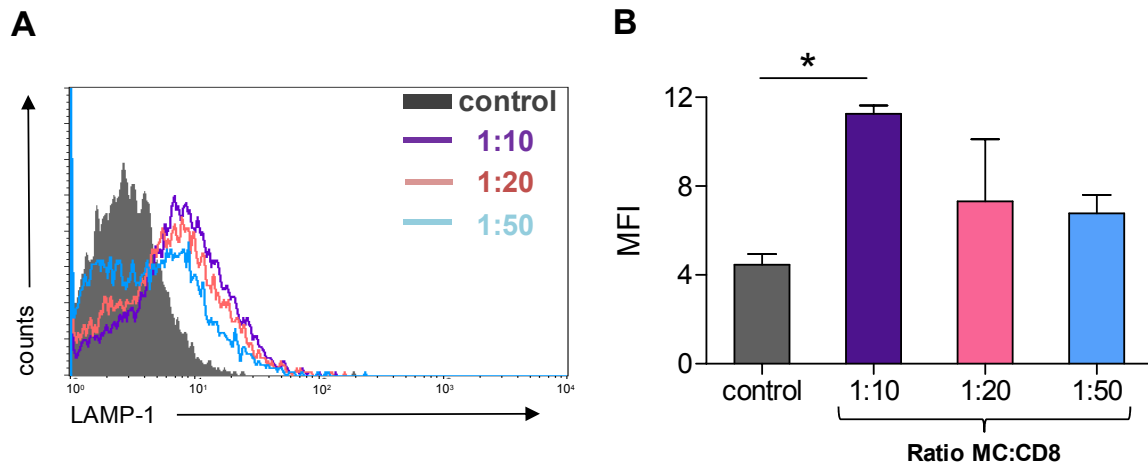 A
control
1:10
1:20
1:50
counts
10⁰ 10¹ 10² 10³ 10⁴
LAMP-1
B
*
MFI
12
8
4
0
control 1:10 1:20 1:50
Ratio MC:CD8